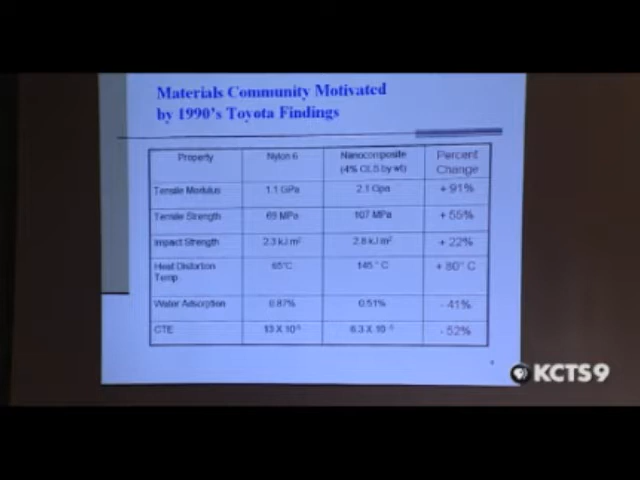 Materials Community Motivated
by 1990's Toyota Findings
Property Nylon 6 Nanocomposite (4% by wt) Percent Change
Tensile Modulus 1.1 GPa 2.1 Gpa + 91%
Tensile Strength 69 MPa 107 MPa + 55%
Impact Strength 2.3 kJ/m² 2.8 kJ/m² + 22%
Heat Distortion Temp 65°C 145 ° C + 80° C
Water Adsorption 0.87% 0.51% - 41%
CTE 13 X 10 6.3 X 10 - 52%
KCTS9